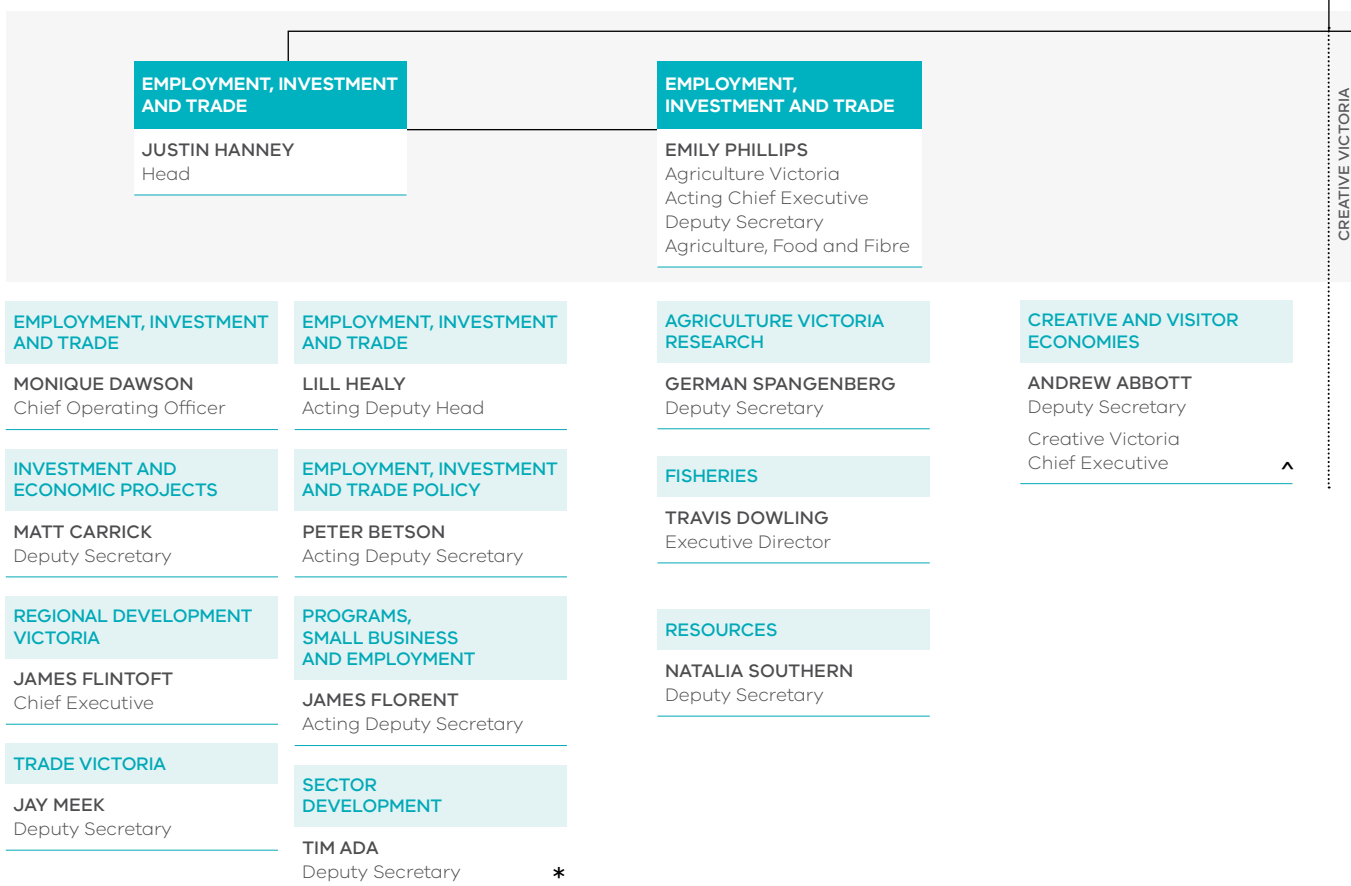 EMPLOYMENT, INVESTMENT
AND TRADE
JUSTIN HANNEY
Head
EMPLOYMENT,
INVESTMENT AND TRADE
EMILY PHILLIPS
Agriculture Victoria
Acting Chief Executive
Deputy Secretary
Agriculture, Food and Fibre
CREATIVE VICTORIA
EMPLOYMENT, INVESTMENT
AND TRADE
MONIQUE DAWSON
Chief Operating Officer
INVESTMENT AND
ECONOMIC PROJECTS
MATT CARRICK
Deputy Secretary
REGIONAL DEVELOPMENT
VICTORIA
JAMES FLINTOFT
Chief Executive
TRADE VICTORIA
JAY MEEK
Deputy Secretary
EMPLOYMENT, INVESTMENT
AND TRADE
LILL HEALY
Acting Deputy Head
EMPLOYMENT, INVESTMENT
AND TRADE POLICY
PETER BETSON
Acting Deputy Secretary
PROGRAMS,
SMALL BUSINESS
AND EMPLOYMENT
JAMES FLORENT
Acting Deputy Secretary
SECTOR
DEVELOPMENT
TIM ADA
Deputy Secretary *
AGRICULTURE VICTORIA
RESEARCH
GERMAN SPANGENBERG
Deputy Secretary
FISHERIES
TRAVIS DOWLING
Executive Director
RESOURCES
NATALIA SOUTHERN
Deputy Secretary
CREATIVE AND VISITOR
ECONOMIES
ANDREW ABBOTT
Deputy Secretary
Creative Victoria
Chief Executive ^